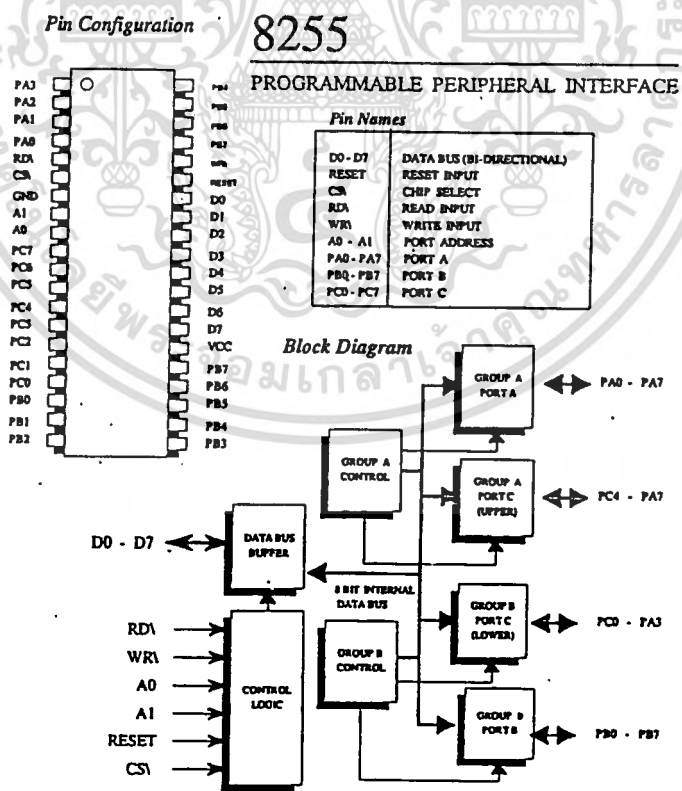 Pin Configuration
8255
PROGRAMMABLE PERIPHERAL INTERFACE
PA3
PA2
PA1
PA0
RD\
CS\
GND
A1
A0
PC7
PC6
PC5
PC4
PC3
PC2
PC1
PC0
PB0
PB1
PB2
PA4
PA5
PA6
PA7
WR\
RESET
D0
D1
D2
D3
D4
D5
D6
D7
VCC
PB7
PB6
PB5
PB4
PB3
Pin Names
D0 - D7 DATA BUS (BI-DIRECTIONAL)
RESET RESET INPUT
CS\ CHIP SELECT
RD\ READ INPUT
WR\ WRITE INPUT
A0 - A1 PORT ADDRESS
PA0-PA7 PORT A
PB0-PB7 PORT B
PC0-PC7 PORT C
Block Diagram
GROUP A
PORT A
PA0 - PA7
GROUP A
CONTROL
GROUP A
PORT C
(UPPER)
PC4 - PA7
D0 - D7
DATA BUS
BUFFER
8 BIT INTERNAL
DATA BUS
GROUP B
PORT C
(LOWER)
PC0 - PA3
GROUP B
CONTROL
RD\
WR\
A0
A1
RESET
CS\
CONTROL
LOGIC
GROUP B
PORT B
PB0 - PB7